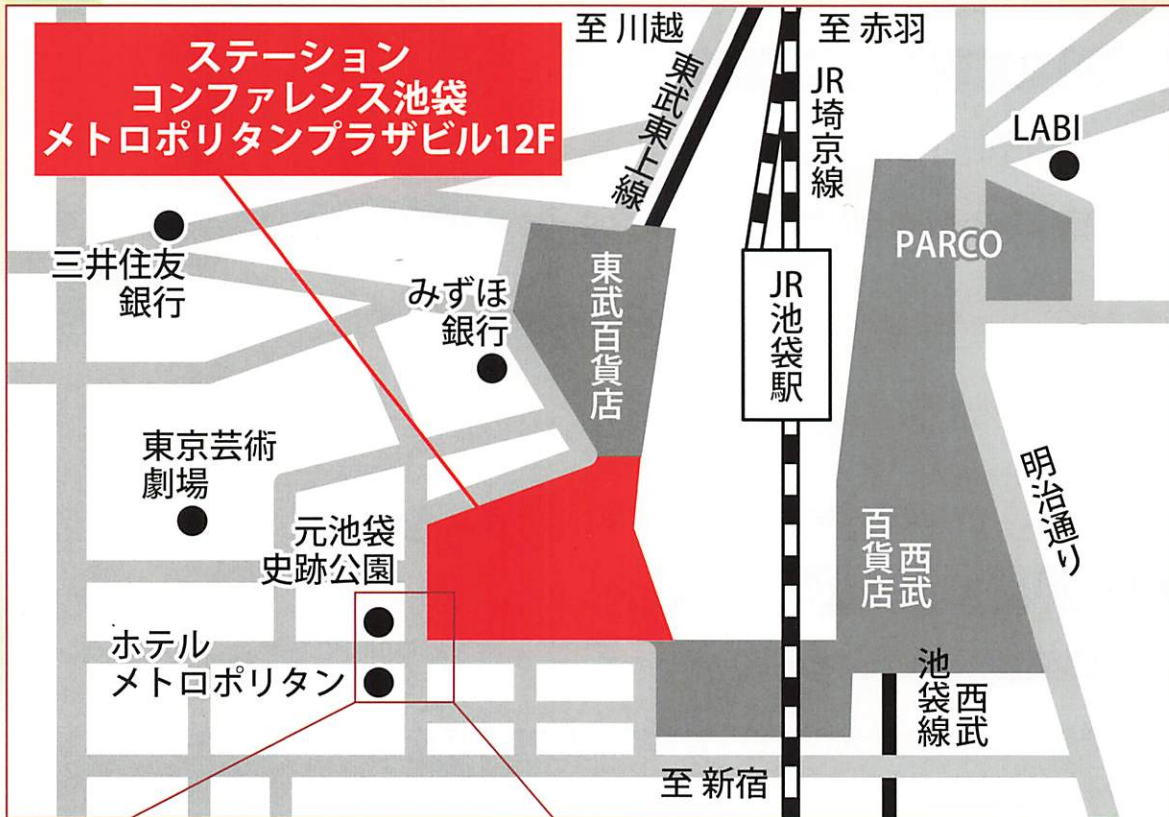 至 川越
至 赤羽
ステーション
コンファレンス池袋
メトロポリタンプラザビル12F
東武東上線
JR埼京線
LABI
三井住友
銀行
みずほ
銀行
東武百貨店
JR池袋駅
PARCO
東京芸術
劇場
元池袋
史跡公園
西武
百貨店
明治通り
ホテル
メトロポリタン
西武
池袋線
至 新宿